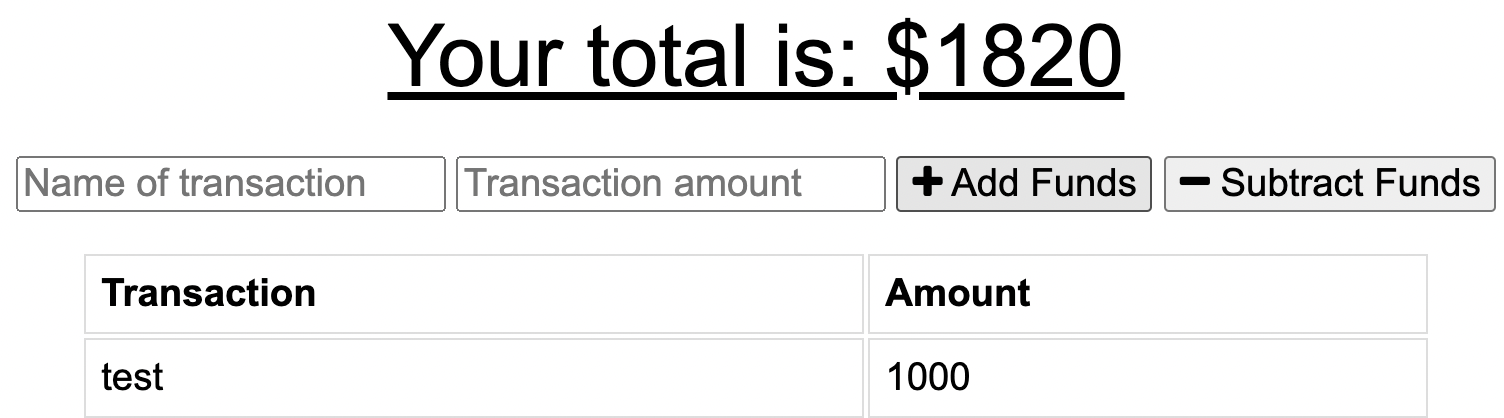 Your total is: $1820
Name of transaction Transaction amount Add Funds Subtract Funds
Transaction Amount
test 1000